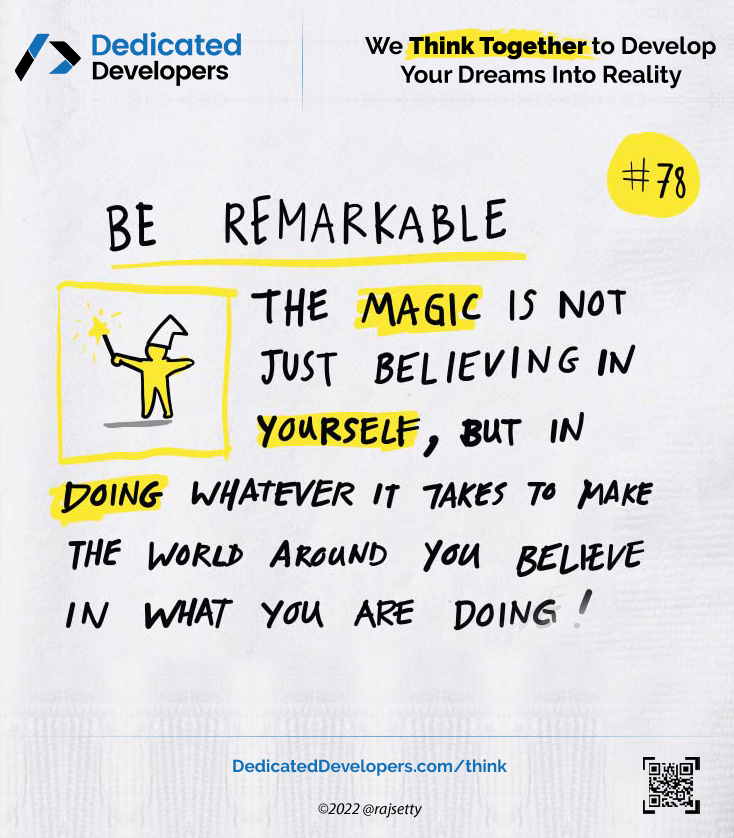 Dedicated
Developers
We Think Together to Develop
Your Dreams Into Reality
#78
BE REMARKABLE
THE MAGIC IS NOT
JUST BELIEVING IN
YOURSELF, BUT IN
DOING WHATEVER IT TAKES TO MAKE
THE WORLD AROUND YOU BELIEVE
IN WHAT YOU ARE DOING!
DedicatedDevelopers.com/think
©2022 @rajsetty